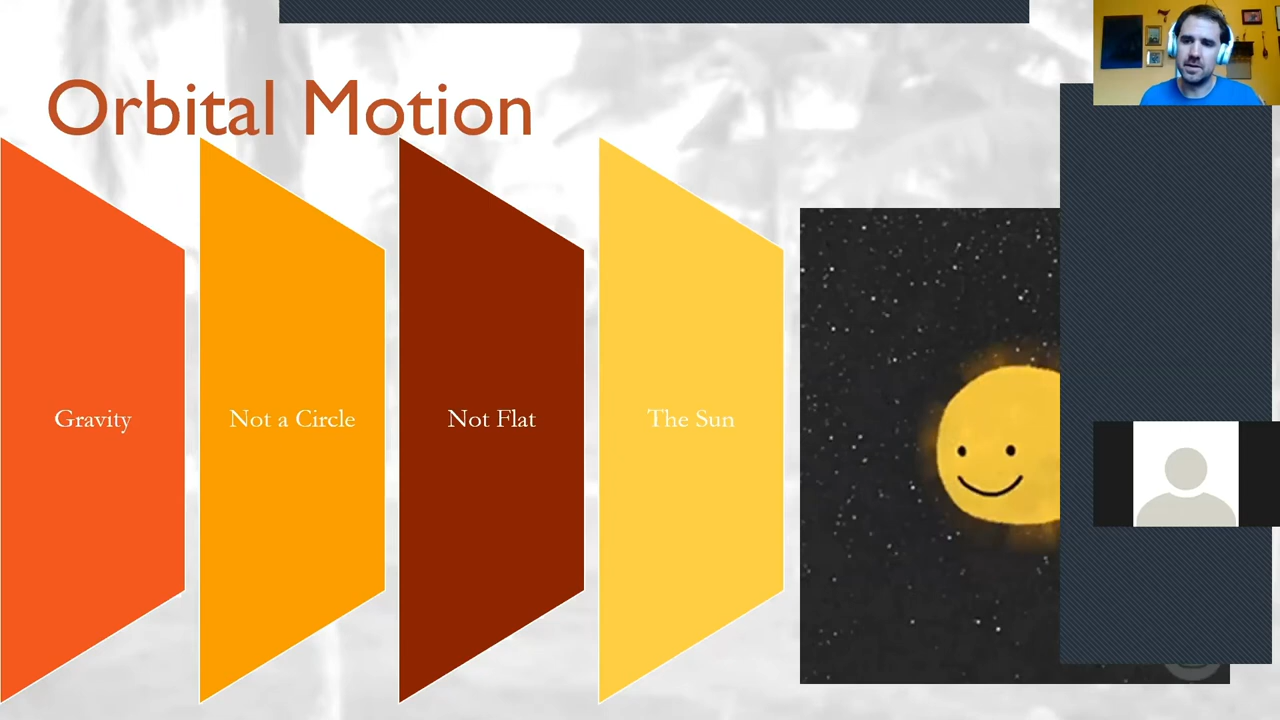 Orbital Motion
Gravity
Not a Circle
Not Flat
The Sun